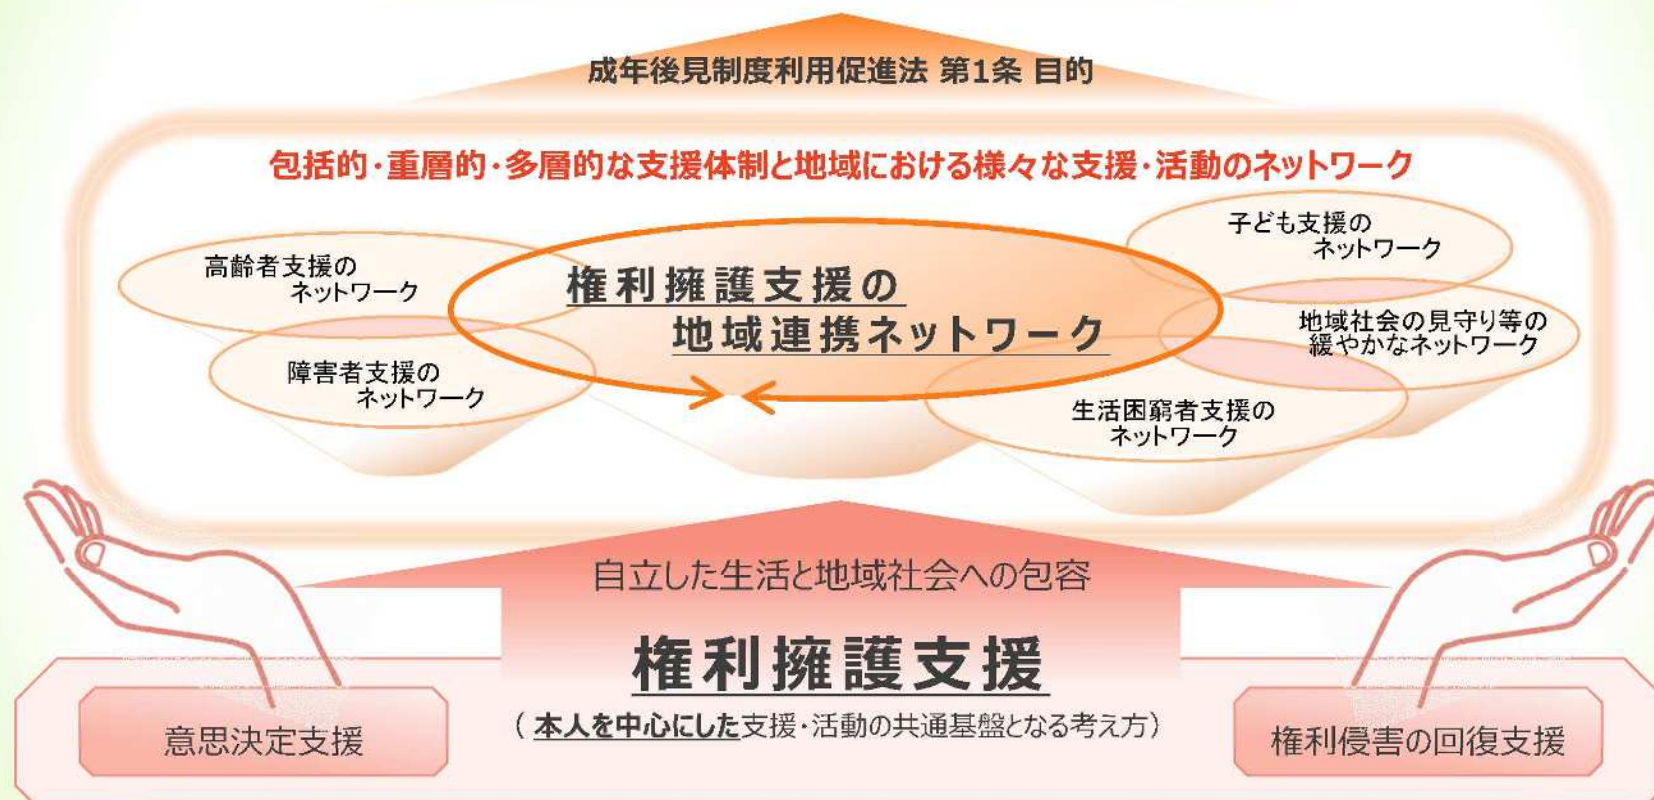 成年後見制度利用促進法 第1条 目的
包括的・重層的・多層的な支援体制と地域における様々な支援・活動のネットワーク
高齢者支援の
ネットワーク
障害者支援の
ネットワーク
権利擁護支援の
地域連携ネットワーク
子ども支援の
ネットワーク
地域社会の見守り等の
緩やかなネットワーク
生活困窮者支援の
ネットワーク
自立した生活と地域社会への包容
権利擁護支援
(本人を中心にした支援・活動の共通基盤となる考え方)
意思決定支援
権利侵害の回復支援